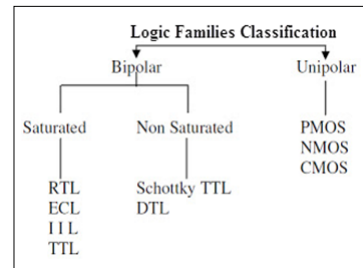 Logic Families Classification
Bipolar Unipolar
Saturated Non Saturated PMOS
NMOS
CMOS
RTL Schottky TTL
ECL DTL
I I L
TTL